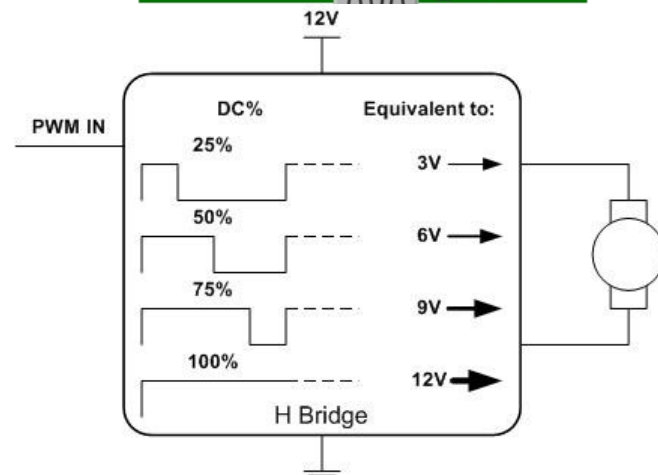 12V
DC% Equivalent to:
PWM IN
25%
3V
50%
6V
75%
9V
100%
12V
H Bridge